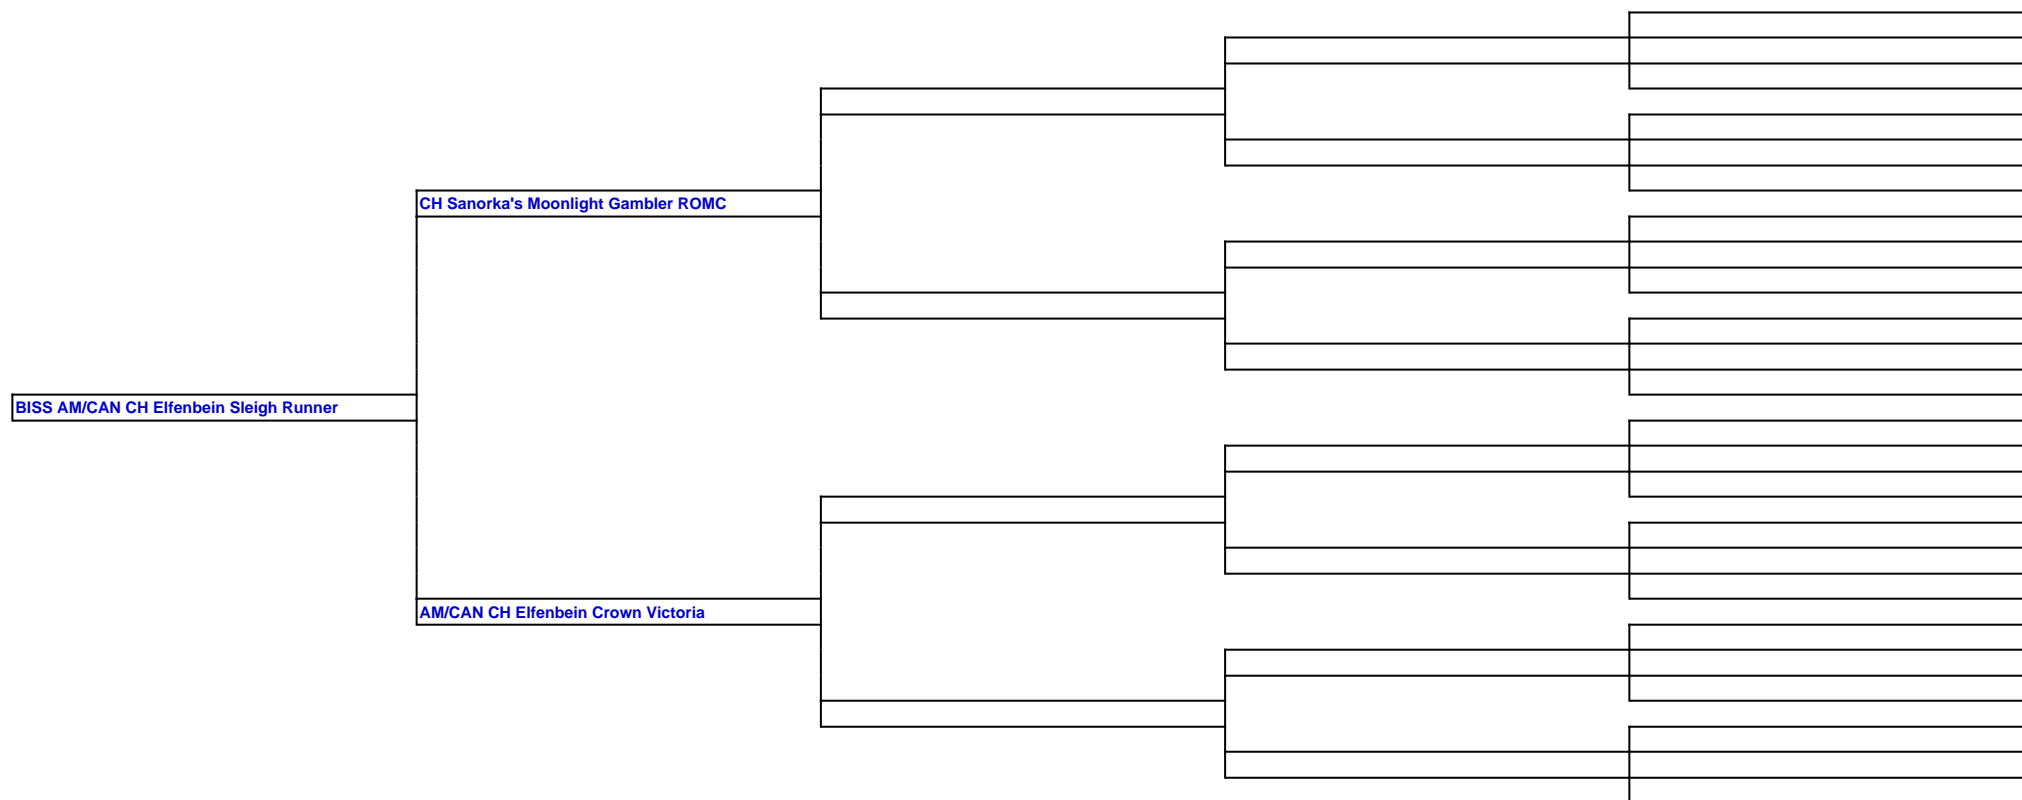 CH Sanorka's Moonlight Gambler ROMC
BISS AM/CAN CH Elfenbein Sleigh Runner
AM/CAN CH Elfenbein Crown Victoria